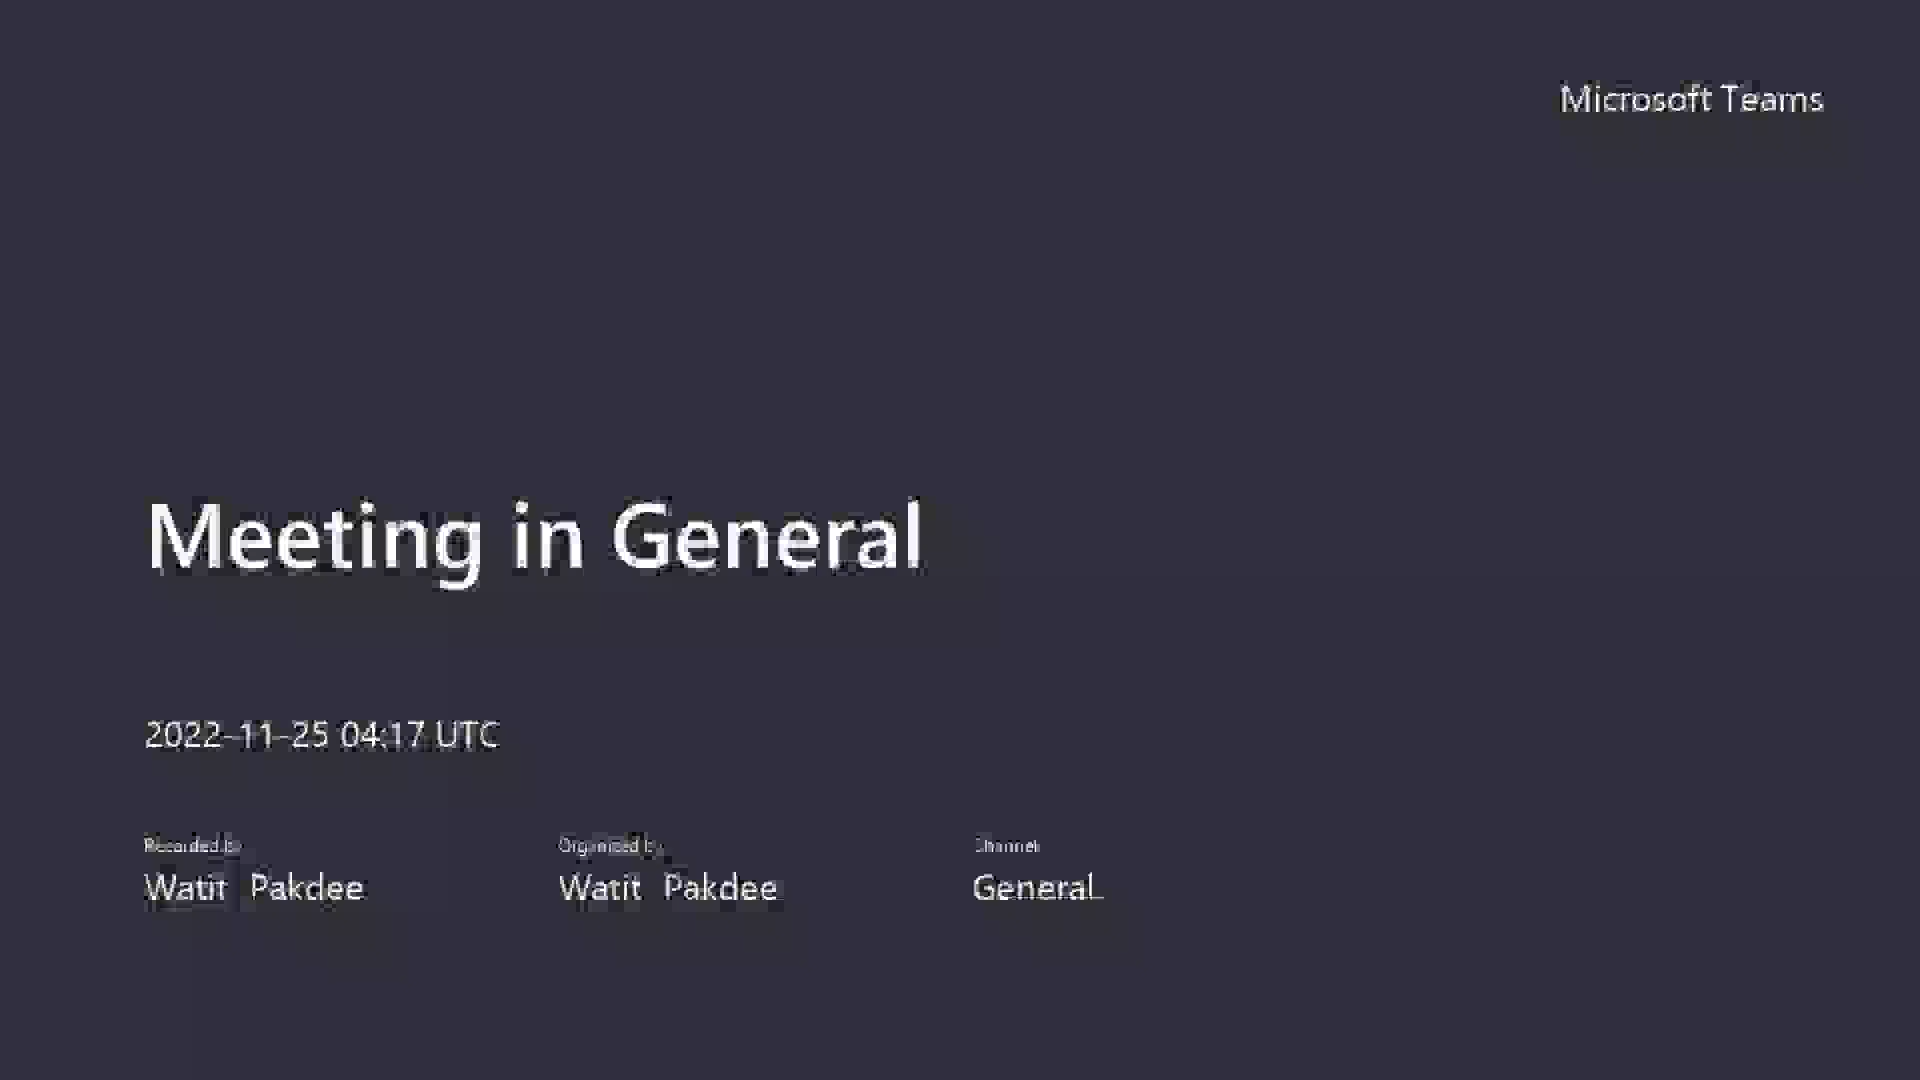 Microsoft Teams
Meeting in General
2022-11-25 04:17 UTC
Recorded by
Organized by
Channel
Watit Pakdee
Watit Pakdee
General